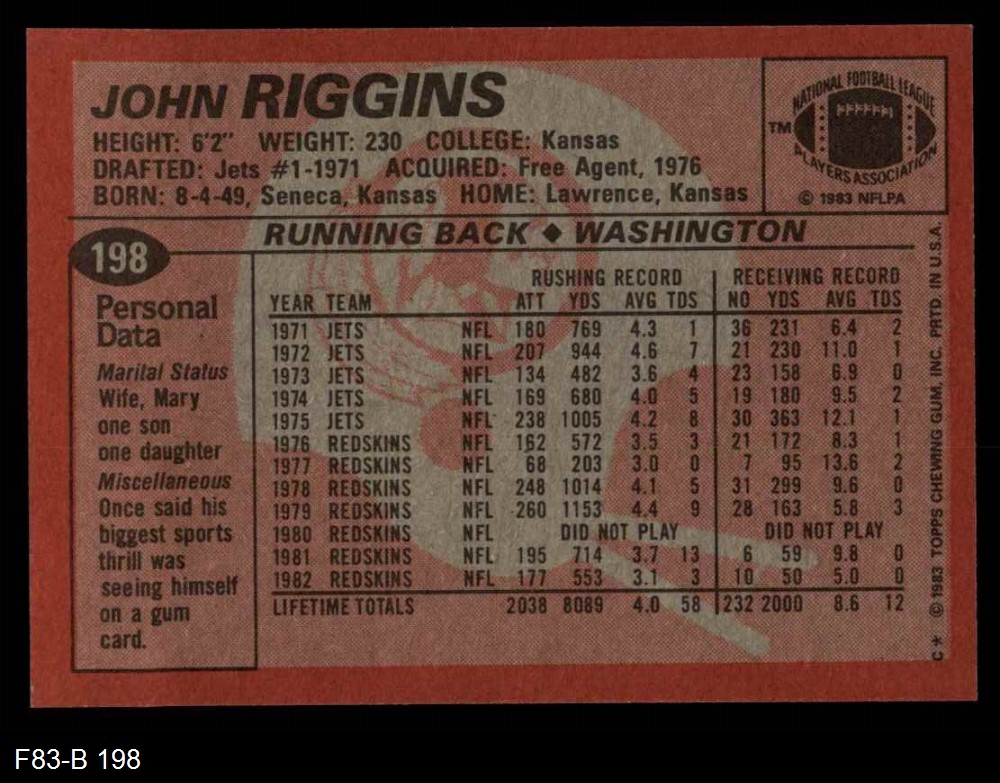 JOHN RIGGINS
HEIGHT: 6'2" WEIGHT: 230 COLLEGE: Kansas
DRAFTED: Jets #1-1971 ACQUIRED: Free Agent, 1976
BORN: 8-4-49, Seneca, Kansas HOME: Lawrence, Kansas
NATIONAL FOOTBALL LEAGUE
TM
PLAYERS ASSOCIATION
© 1983 NFLPA
198
RUNNING BACK ◆ WASHINGTON
Personal
Data
Marital Status
Wife, Mary
one son
one daughter
Miscellaneous
Once said his
biggest sports
thrill was
seeing himself
on a gum
card.
RUSHING RECORD RECEIVING RECORD
YEAR TEAM ATT YDS AVG TDS NO YDS AVG TDS
1971 JETS NFL 180 769 4.3 1 36 231 6.4 2
1972 JETS NFL 207 944 4.6 7 21 230 11.0 1
1973 JETS NFL 134 482 3.6 4 23 158 6.9 0
1974 JETS NFL 169 680 4.0 5 19 180 9.5 2
1975 JETS NFL 238 1005 4.2 8 30 363 12.1 1
1976 REDSKINS NFL 162 572 3.5 3 21 172 8.3 1
1977 REDSKINS NFL 68 203 3.0 0 7 95 13.6 2
1978 REDSKINS NFL 248 1014 4.1 5 31 299 9.6 0
1979 REDSKINS NFL 260 1153 4.4 9 28 163 5.8 3
1980 REDSKINS NFL DID NOT PLAY DID NOT PLAY
1981 REDSKINS NFL 195 714 3.7 13 6 59 9.8 0
1982 REDSKINS NFL 177 553 3.1 3 10 50 5.0 0
LIFETIME TOTALS 2038 8089 4.0 58 232 2000 8.6 12
C* © 1983 TOPPS CHEWING GUM, INC. PRTD. IN U.S.A.
F83-B 198